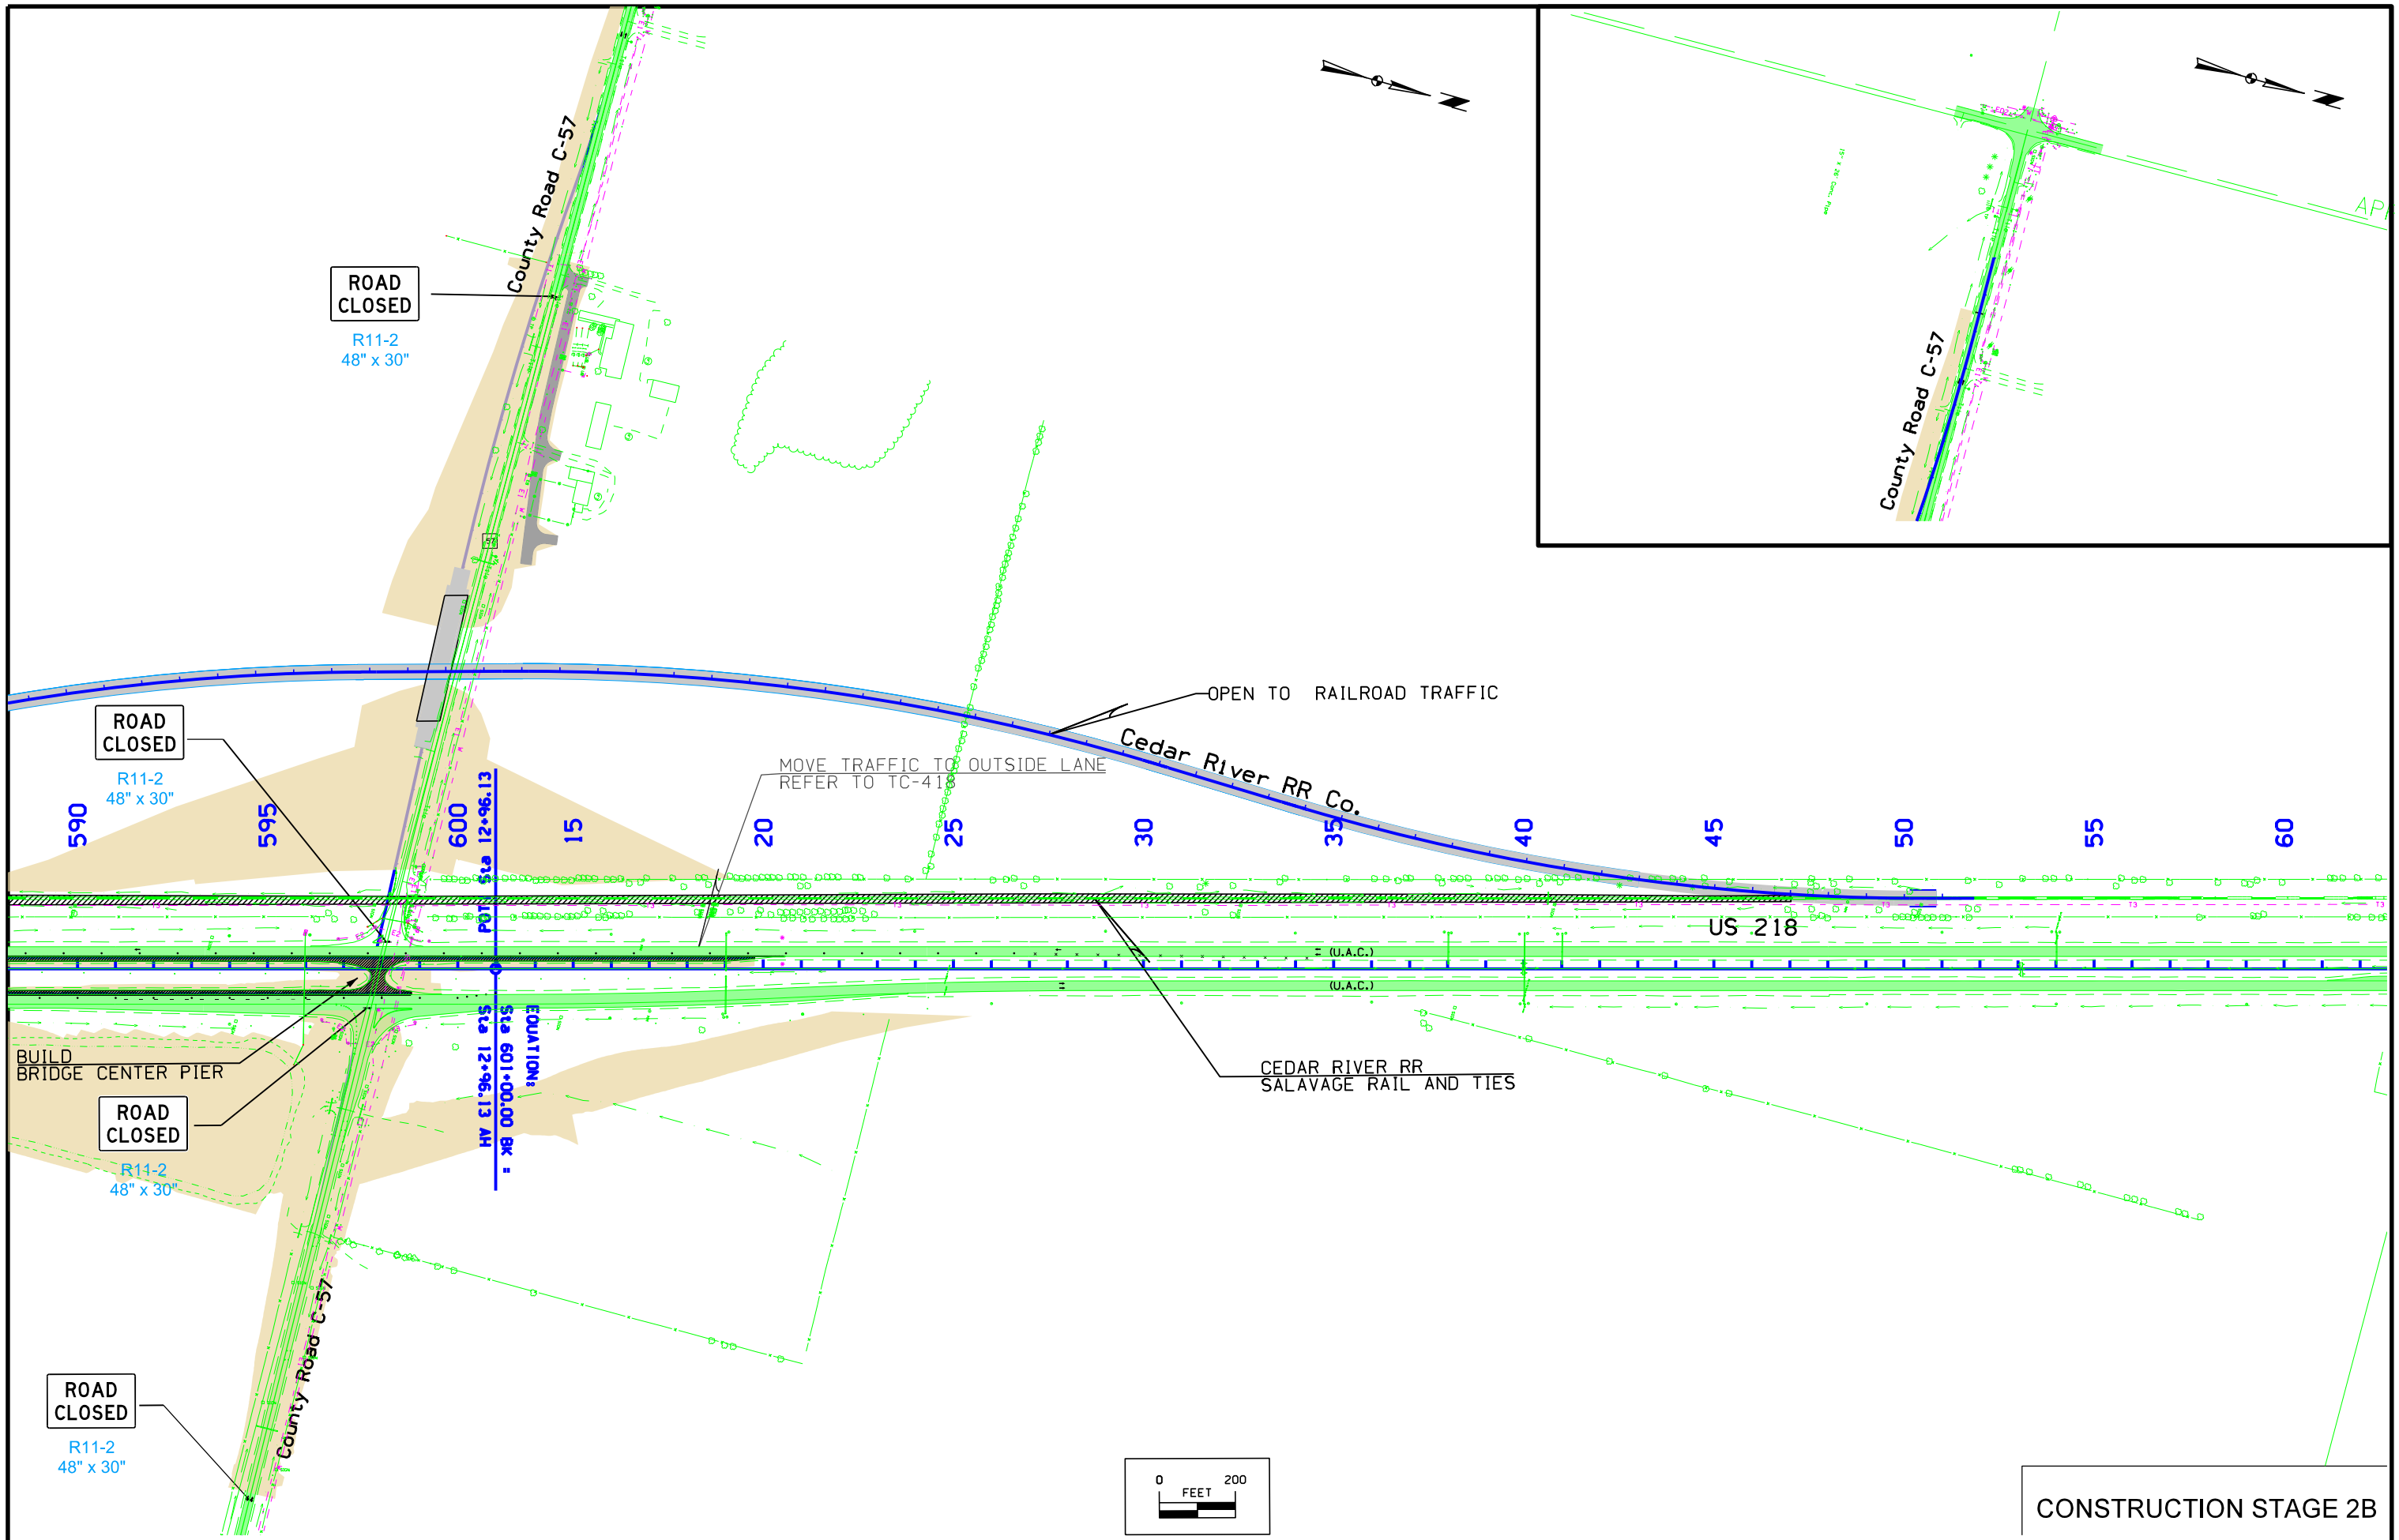 County Road C-57
ROAD
CLOSED
R11-2
48" x 30"
N
N
15" x 26' Conc. Pipe
County Road C-57
57
OPEN TO RAILROAD TRAFFIC
Cedar River RR Co.
ROAD
CLOSED
R11-2
48" x 30"
MOVE TRAFFIC TO OUTSIDE LANE
REFER TO TC-418
590
595
600
15
20
25
30
35
40
45
50
55
60
POT Sta 12+96.13
US 218
(U.A.C.)
(U.A.C.)
EQUATION:
Sta 601+00.00 BK =
Sta 12+96.13 AH
BUILD
BRIDGE CENTER PIER
CEDAR RIVER RR
SALAVAGE RAIL AND TIES
ROAD
CLOSED
R11-2
48" x 30"
County Road C-57
ROAD
CLOSED
R11-2
48" x 30"
0 200
FEET
CONSTRUCTION STAGE 2B